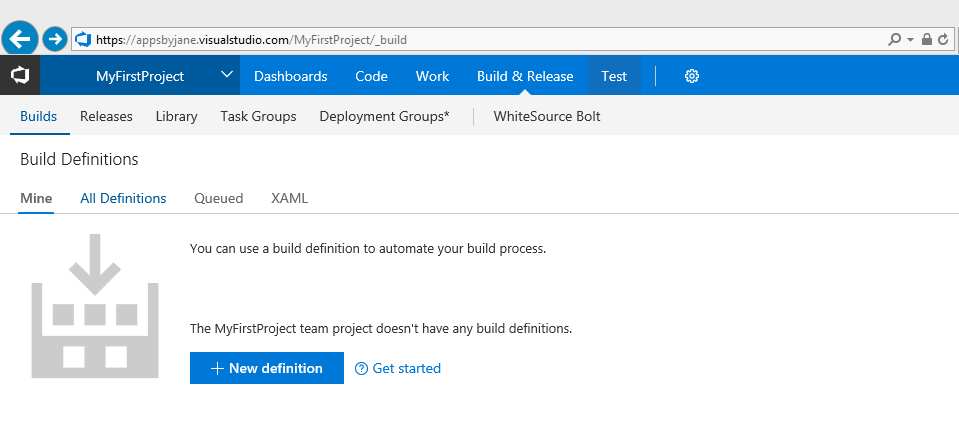 https://appsbyjane.visualstudio.com/MyFirstProject/_build
MyFirstProject Dashboards Code Work Build & Release Test
Builds Releases Library Task Groups Deployment Groups* WhiteSource Bolt
Build Definitions
Mine All Definitions Queued XAML
You can use a build definition to automate your build process.
The MyFirstProject team project doesn't have any build definitions.
+ New definition ? Get started